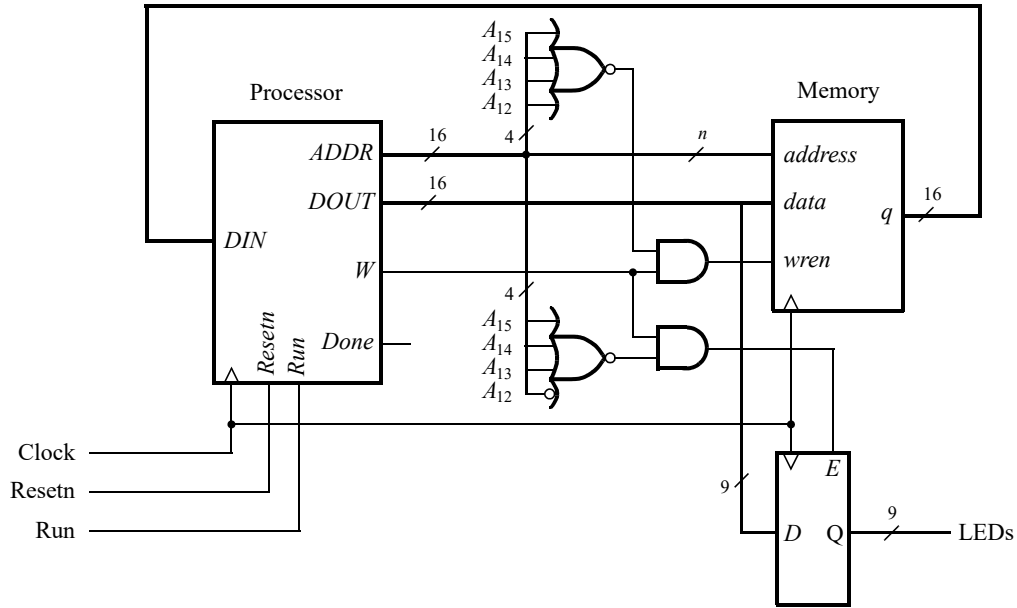 A15
A14
A13
A12
Processor
Memory
16
4
n
ADDR
address
16
DOUT
data
16
q
DIN
W
wren
4
A15
A14
A13
A12
Done
Resetn
Run
Clock
E
Resetn
9
9
Run
D
Q
LEDs